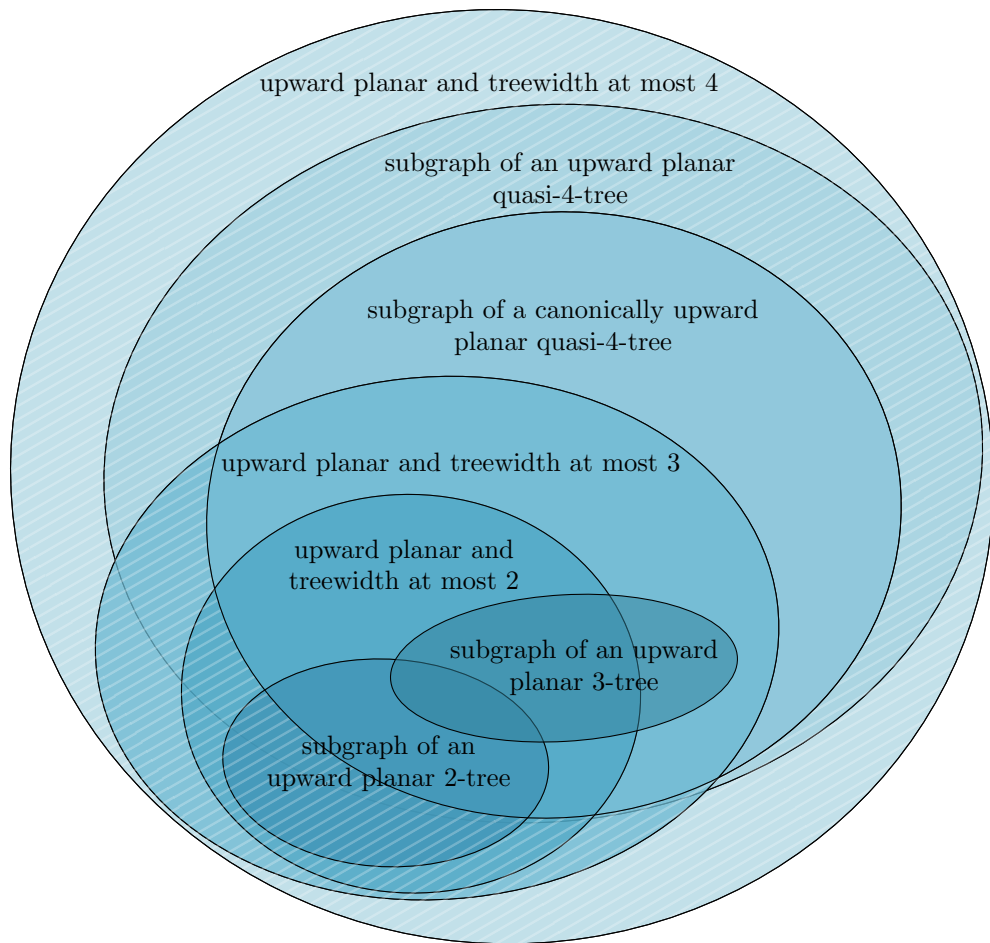 upward planar and treewidth at most 4
subgraph of an upward planar
quasi-4-tree
subgraph of a canonically upward
planar quasi-4-tree
upward planar and treewidth at most 3
upward planar and
treewidth at most 2
subgraph of an upward
planar 3-tree
subgraph of an
upward planar 2-tree